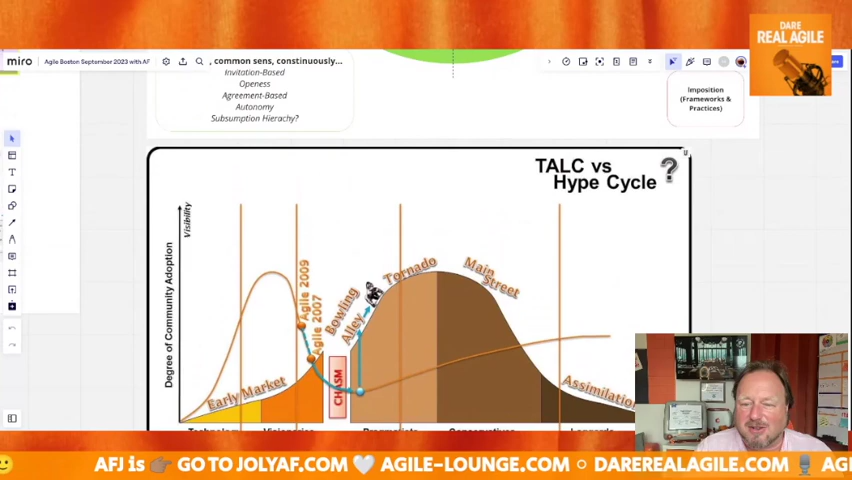 DARE
REAL AGILE
miro
Agile Boston September 2023 with AF
, common sens, constinuously...
Invitation-Based
Openess
Agreement-Based
Autonomy
Subsumption Hierachy?
Imposition
(Frameworks &
Practices)
TALC vs
Hype Cycle
?
Visibility
Degree of Community Adoption
Agile 2009
Agile 2007
Bowling
Alley
Tornado
Main
Street
Early Market
CHASM
Assimilation
AFJ is GO TO JOLYAF.COM AGILE-LOUNGE.COM DAREREALAGILE.COM AG